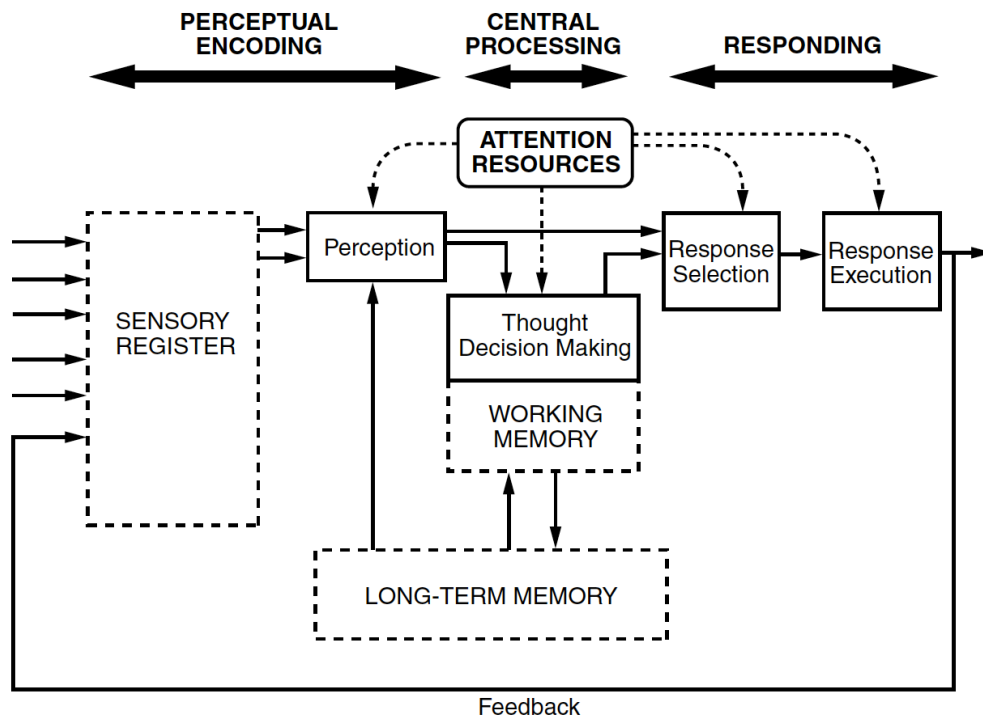 PERCEPTUAL
ENCODING
CENTRAL
PROCESSING
RESPONDING
ATTENTION
RESOURCES
SENSORY
REGISTER
Perception
Thought
Decision Making
WORKING
MEMORY
Response
Selection
Response
Execution
LONG-TERM MEMORY
Feedback